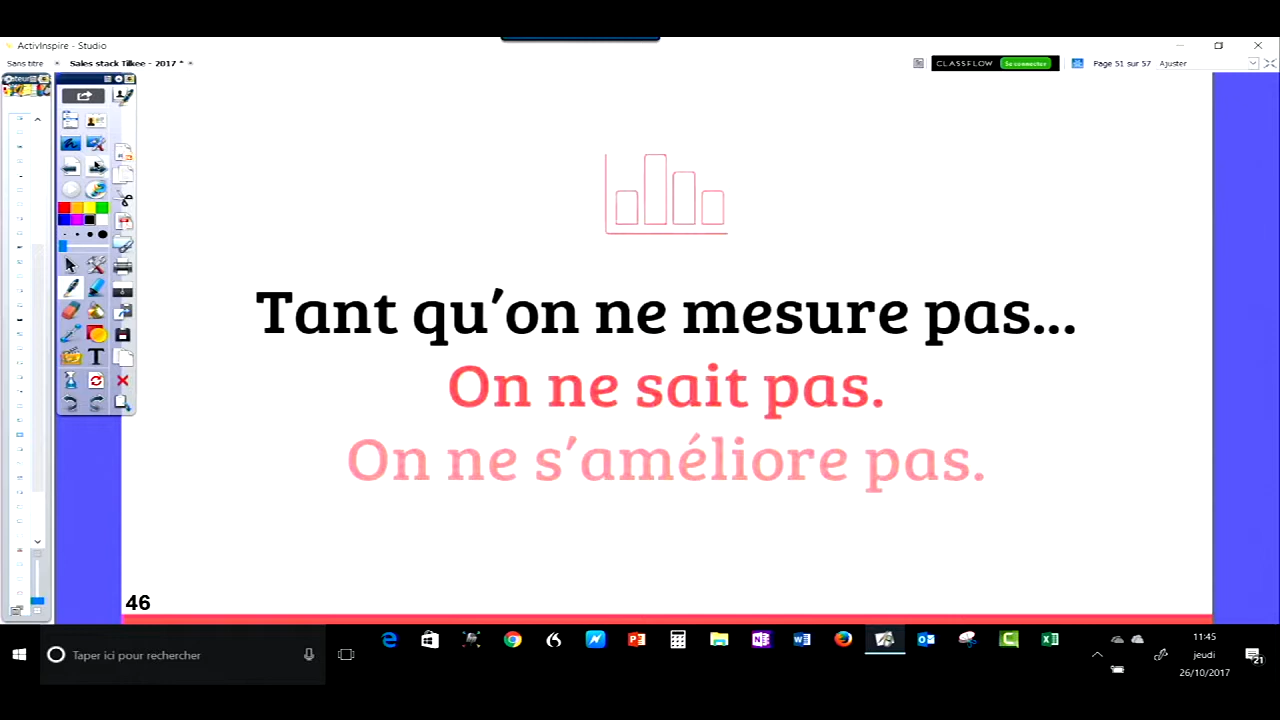 ActivInspire - Studio
Sans titre
Sales stack Tilkee - 2017 *
CLASSFLOW
Se connecter
Page 51 sur 57
Ajuster
Tant qu’on ne mesure pas...
On ne sait pas.
On ne s’améliore pas.
46
Taper ici pour rechercher
11:45
jeudi
26/10/2017
21